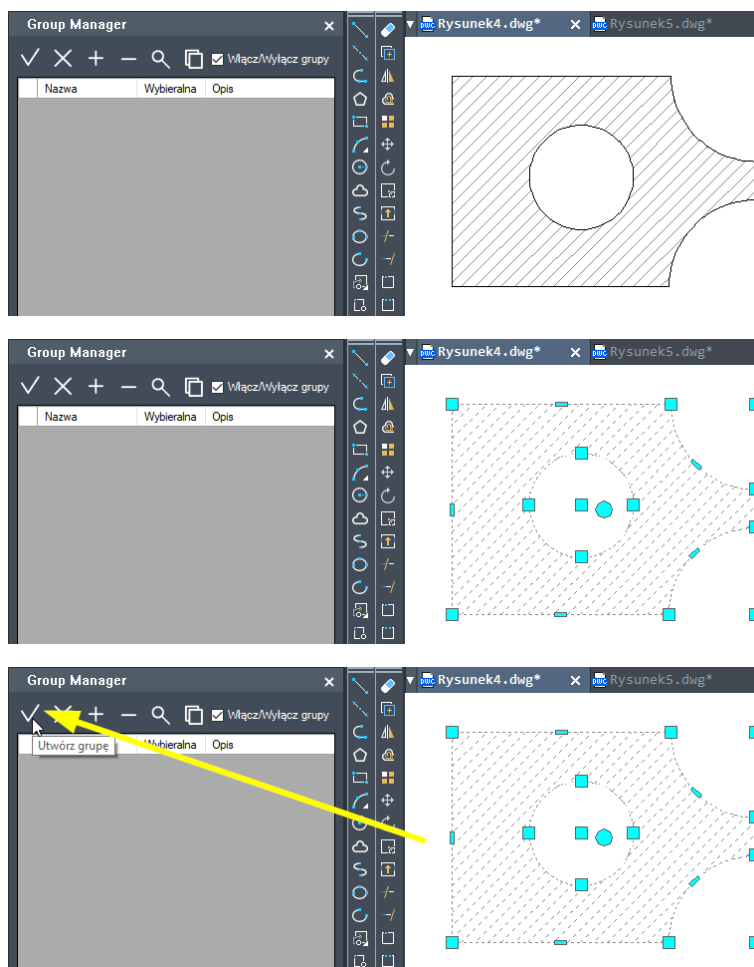 Group Manager
Rysunek4.dwg* Rysunek5.dwg*
Włącz/Wyłącz grupy
Nazwa Wybieralna Opis
Group Manager
Rysunek4.dwg* Rysunek5.dwg*
Włącz/Wyłącz grupy
Nazwa Wybieralna Opis
Group Manager
Rysunek4.dwg* Rysunek5.dwg*
Włącz/Wyłącz grupy
Utwórz grupę Wybieralna Opis